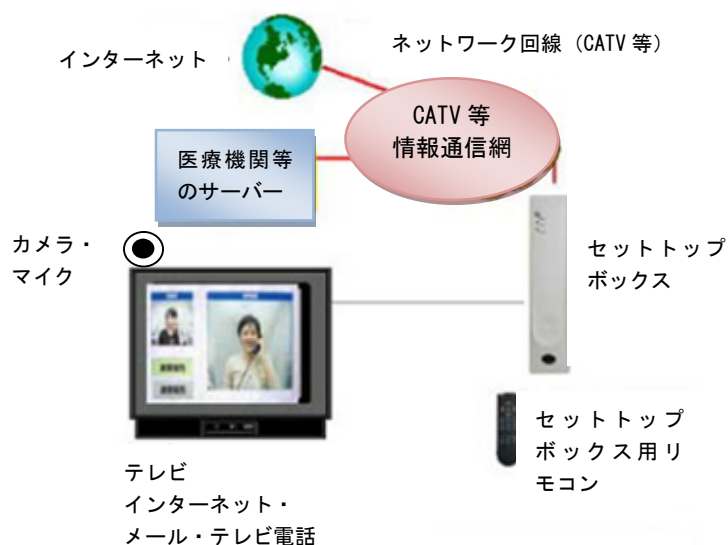 インターネット
ネットワーク回線（CATV 等）
CATV 等
情報通信網
医療機関等
のサーバー
カメラ・
マイク
セットトップ
ボックス
セットトップ
ボックス用リ
モコン
テレビ
インターネット・
メール・テレビ電話